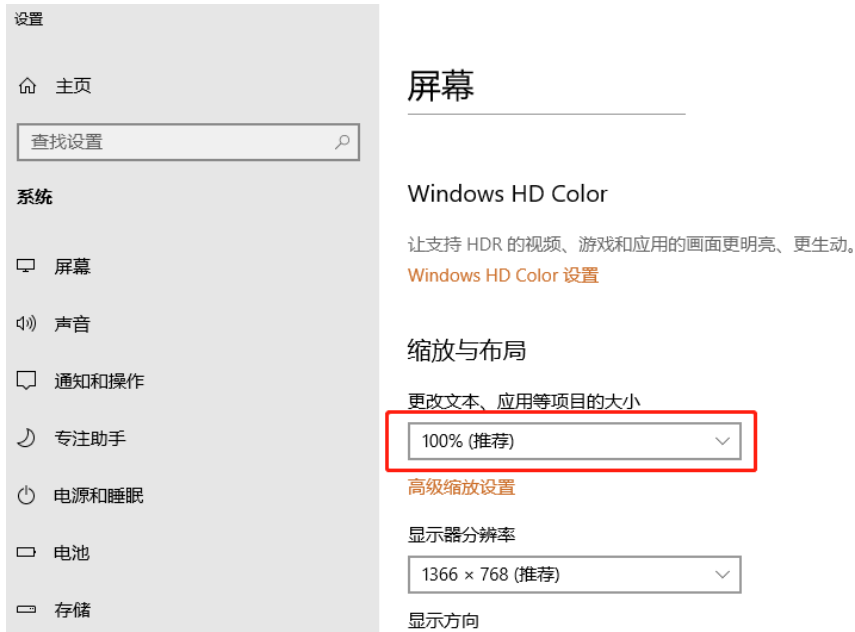 设置
主页
查找设置
系统
屏幕
声音
通知和操作
专注助手
电源和睡眠
电池
存储
屏幕
Windows HD Color
让支持 HDR 的视频、游戏和应用的画面更明亮、更生动。
Windows HD Color 设置
缩放与布局
更改文本、应用等项目的大小
100% (推荐)
高级缩放设置
显示器分辨率
1366 × 768 (推荐)
显示方向